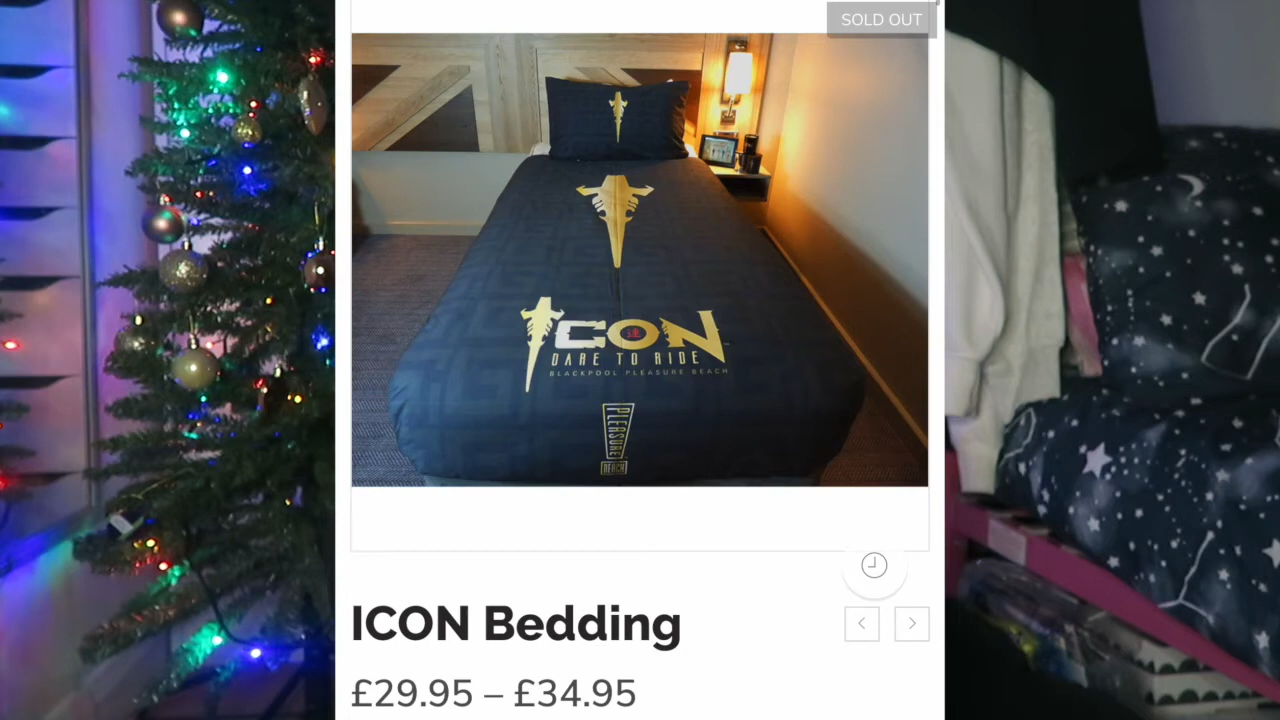 SOLD OUT
ICON
DARE TO RIDE
BLACKPOOL PLEASURE BEACH
PLEASURE
BEACH
ICON Bedding
£29.95 – £34.95